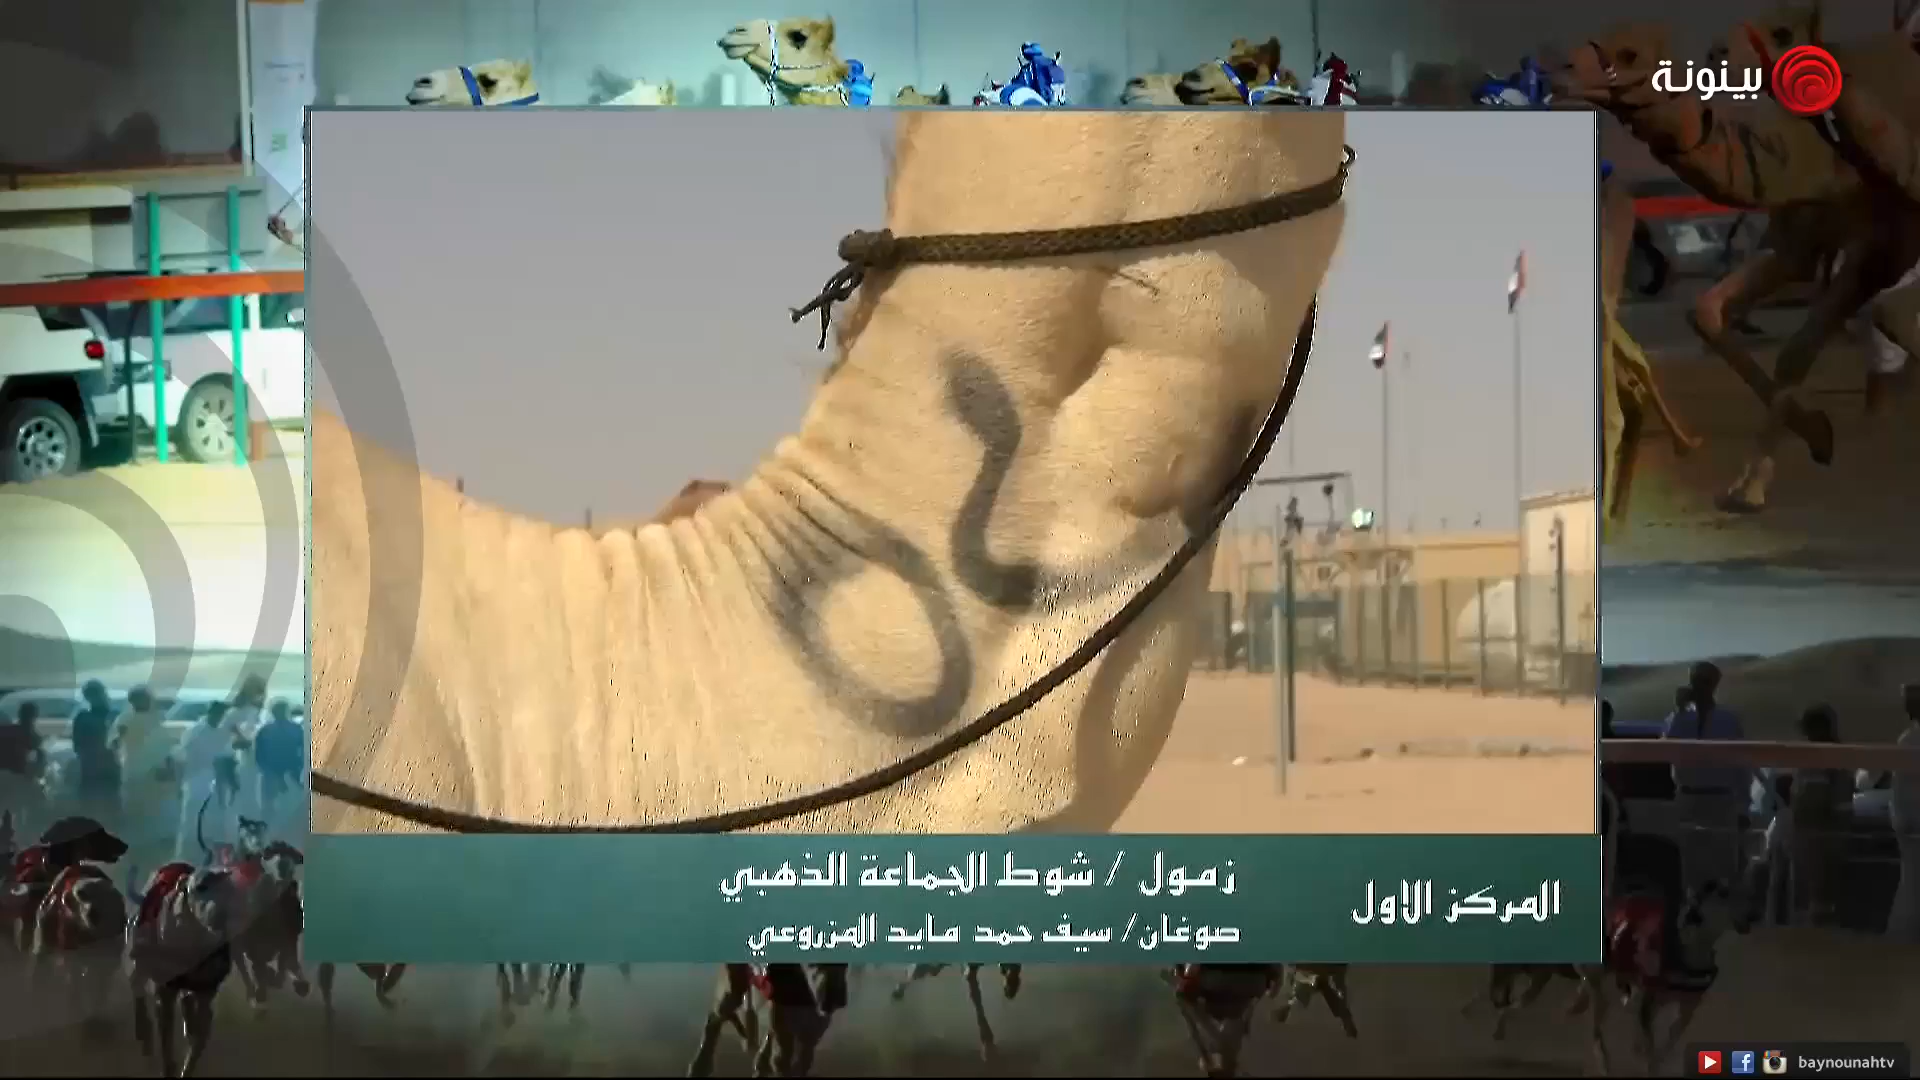 بينونة
المركز الاول
زمول / شوط الجماعة الذهبي
صوغان/ سيف حمد مايد المزروعي
baynounahtv